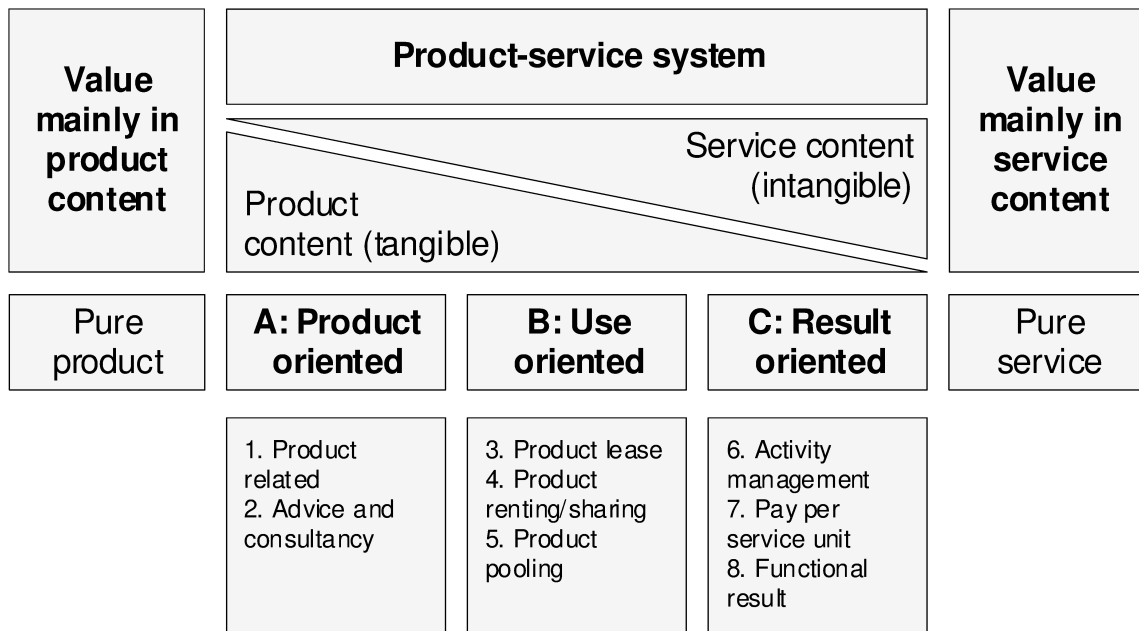 Value
mainly in
product
content
Product-service system
Service content
(intangible)
Product
content (tangible)
Value
mainly in
service
content
Pure
product
A: Product
oriented
B: Use
oriented
C: Result
oriented
Pure
service
1. Product
related
2. Advice and
consultancy
3. Product lease
4. Product
renting/sharing
5. Product
pooling
6. Activity
management
7. Pay per
service unit
8. Functional
result